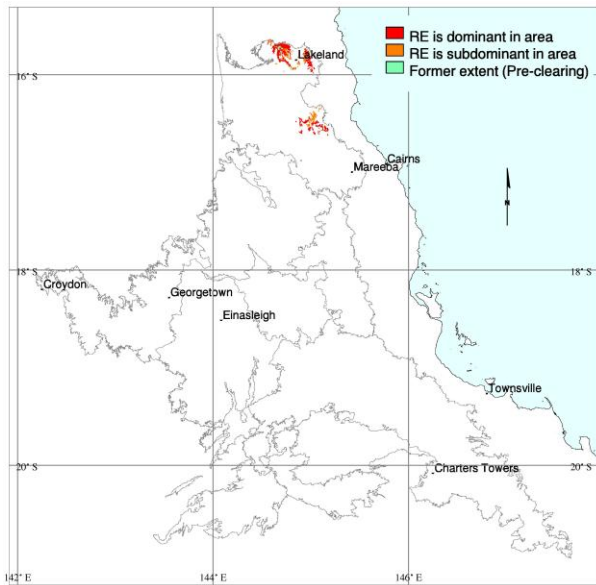 RE is dominant in area
RE is subdominant in area
Former extent (Pre-clearing)
Lakeland
16° S
Cairns
Mareeba
N
18° S
18° S
Croydon
Georgetown
Einasleigh
Townsville
20° S
Charters Towers
20° S
142° E
144° E
146° E